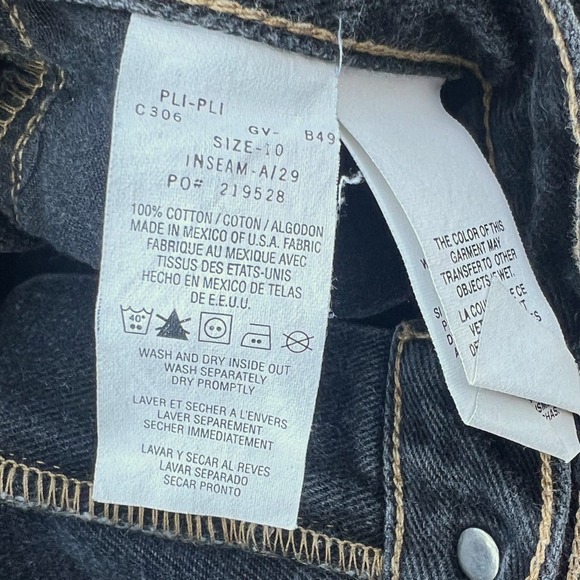 PLI-PLI
C306 GV- B49
SIZE-10
INSEAM-A/29
PO# 219528
100% COTTON / COTON / ALGODON
MADE IN MEXICO OF U.S.A. FABRIC
FABRIQUE AU MEXIQUE AVEC
TISSUS DES ETATS-UNIS
HECHO EN MEXICO DE TELAS
DE E.E.U.U.
40°
WASH AND DRY INSIDE OUT
WASH SEPARATELY
DRY PROMPTLY
LAVER ET SECHER A L'ENVERS
LAVER SEPAREMENT
SECHER IMMEDIATEMENT
LAVAR Y SECAR AL REVES
LAVAR SEPARADO
SECAR PRONTO
THE COLOR OF THIS
GARMENT MAY
TRANSFER TO OTHER
OBJECTS WET.
LA CE